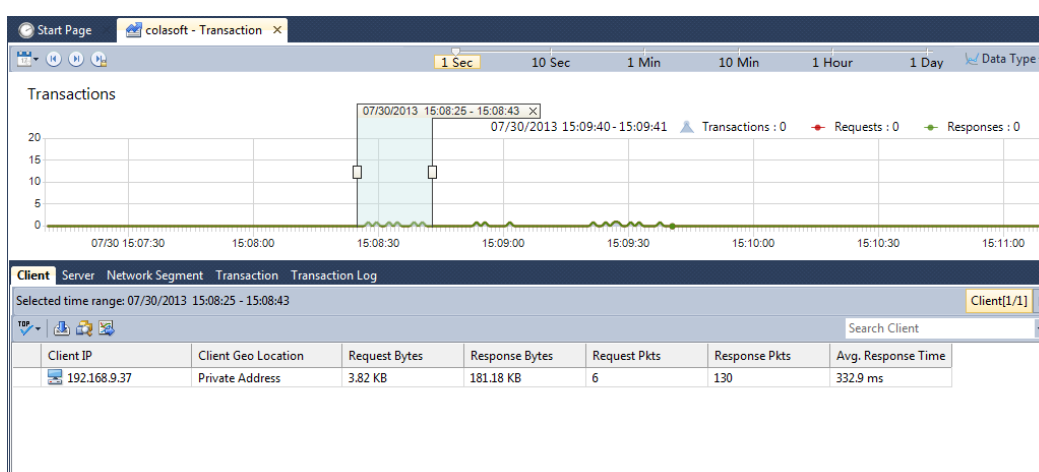 Start Page colasoft - Transaction ×
1 Sec 10 Sec 1 Min 10 Min 1 Hour 1 Day Data Type
Transactions
07/30/2013 15:08:25 - 15:08:43 ×
07/30/2013 15:09:40-15:09:41 Transactions : 0 Requests : 0 Responses : 0
20
15
10
5
0
07/30 15:07:30 15:08:00 15:08:30 15:09:00 15:09:30 15:10:00 15:10:30 15:11:00
Client Server Network Segment Transaction Transaction Log
Selected time range: 07/30/2013 15:08:25 - 15:08:43 Client[1/1]
TOP Search Client
Client IP Client Geo Location Request Bytes Response Bytes Request Pkts Response Pkts Avg. Response Time
192.168.9.37 Private Address 3.82 KB 181.18 KB 6 130 332.9 ms